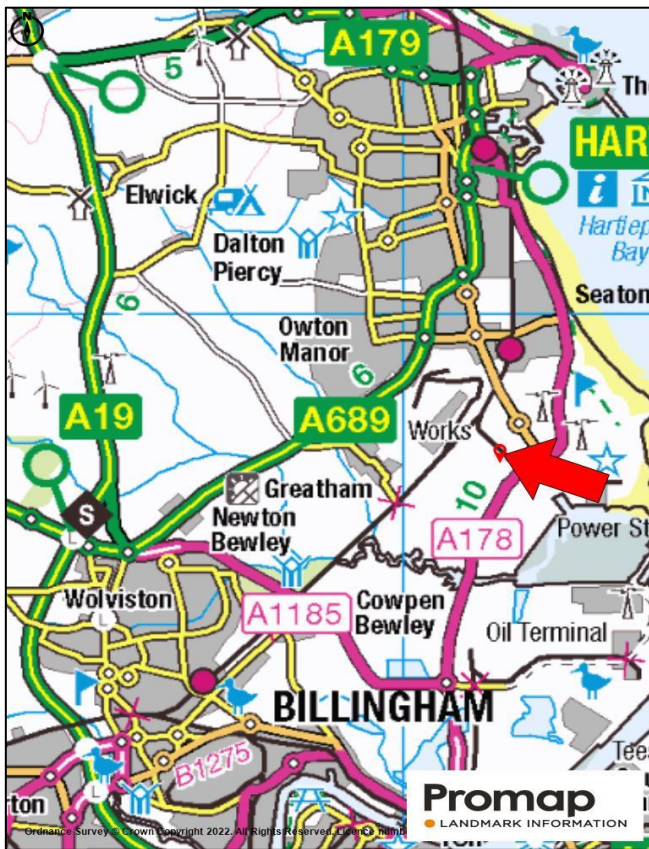 N
A179
5
The
HAR
i
Elwick
Hartlep
Bay
Dalton
Piercy
6
Seaton
Owton
Manor
6
A19
A689
Works
S
Greatham
10
Newton
Bewley
A178
Power St
L
Wolviston
L
A1185
Cowpen
Bewley
Oil Terminal
BILLINGHAM
B1275
Tees
L
ton
Promap
LANDMARK INFORMATION
Ordnance Survey © Crown Copyright 2022. All Rights Reserved. Licence numb